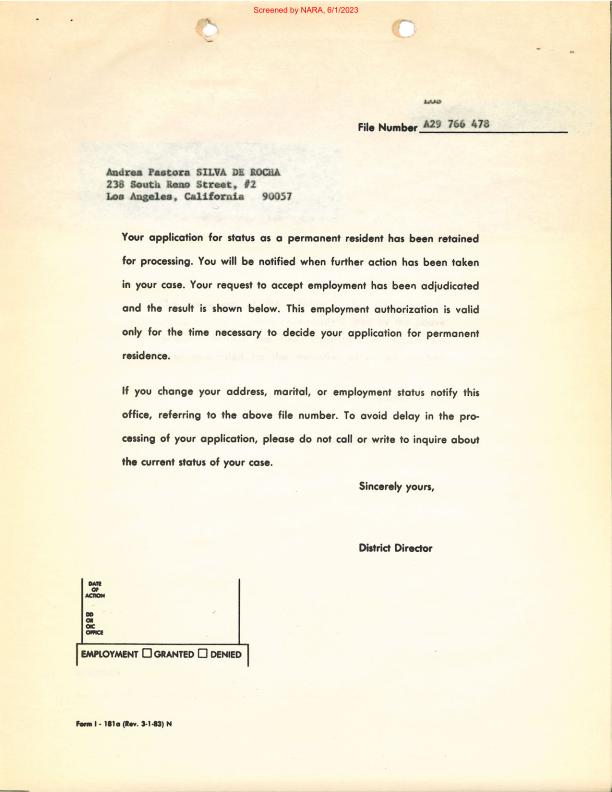 Screened by NARA, 6/1/2023
LOS
File Number A29 766 478
Andrea Pastora SILVA DE ROCHA
238 South Reno Street, #2
Los Angeles, California 90057
Your application for status as a permanent resident has been retained
for processing. You will be notified when further action has been taken
in your case. Your request to accept employment has been adjudicated
and the result is shown below. This employment authorization is valid
only for the time necessary to decide your application for permanent
residence.
If you change your address, marital, or employment status notify this
office, referring to the above file number. To avoid delay in the pro-
cessing of your application, please do not call or write to inquire about
the current status of your case.
Sincerely yours,
District Director
DATE
OF
ACTION
DD
OR
OIC
OFFICE
EMPLOYMENT ☐ GRANTED ☐ DENIED
Form I - 181a (Rev. 3-1-83) N